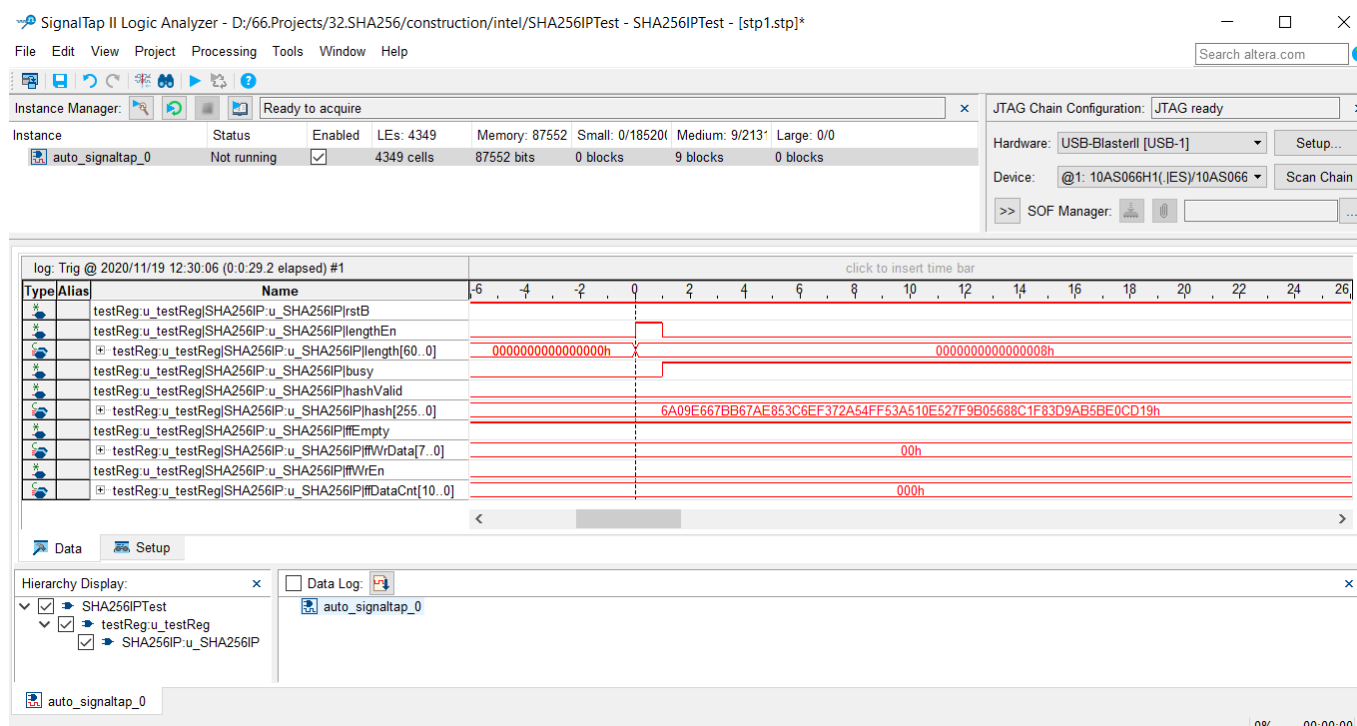 SignalTap II Logic Analyzer - D:/66.Projects/32.SHA256/construction/intel/SHA256IPTest - SHA256IPTest - [stp1.stp]*
File Edit View Project Processing Tools Window Help
Search altera.com
Instance Manager: Ready to acquire
JTAG Chain Configuration: JTAG ready
Instance Status Enabled LEs: 4349 Memory: 87552 Small: 0/185200 Medium: 9/2131 Large: 0/0
auto_signaltap_0 Not running 4349 cells 87552 bits 0 blocks 9 blocks 0 blocks
Hardware: USB-BlasterII [USB-1] Setup...
Device: @1: 10AS066H1(.|ES)/10AS066 Scan Chain
>> SOF Manager: ...
log: Trig @ 2020/11/19 12:30:06 (0:0:29.2 elapsed) #1 click to insert time bar
Type Alias Name -6 -4 -2 0 2 4 6 8 10 12 14 16 18 20 22 24 26
testReg:u_testReg|SHA256IP:u_SHA256IP|rstB
testReg:u_testReg|SHA256IP:u_SHA256IP|lengthEn
testReg:u_testReg|SHA256IP:u_SHA256IP|length[60..0] 0000000000000000h 0000000000000008h
testReg:u_testReg|SHA256IP:u_SHA256IP|busy
testReg:u_testReg|SHA256IP:u_SHA256IP|hashValid
testReg:u_testReg|SHA256IP:u_SHA256IP|hash[255..0] 6A09E667BB67AE853C6EF372A54FF53A510E527F9B05688C1F83D9AB5BE0CD19h
testReg:u_testReg|SHA256IP:u_SHA256IP|ffEmpty
testReg:u_testReg|SHA256IP:u_SHA256IP|ffWrData[7..0] 00h
testReg:u_testReg|SHA256IP:u_SHA256IP|ffWrEn
testReg:u_testReg|SHA256IP:u_SHA256IP|ffDataCnt[10..0] 000h
Data Setup
Hierarchy Display: Data Log:
SHA256IPTest auto_signaltap_0
testReg:u_testReg
SHA256IP:u_SHA256IP
auto_signaltap_0
0% 00:00:00